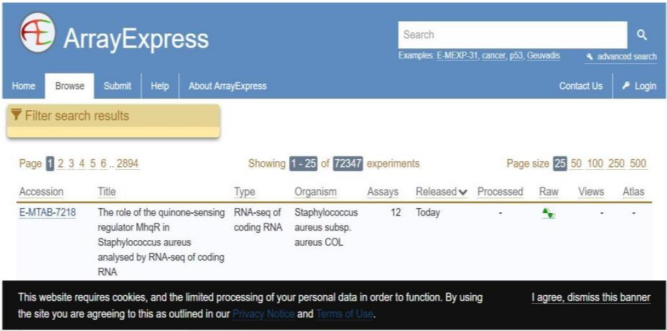 ArrayExpress
Search
Examples: E-MEXP-31, cancer, p53, Geuvadis
advanced search
Home Browse Submit Help About ArrayExpress Contact Us Login
Filter search results
Page 1 2 3 4 5 6 .. 2894 Showing 1 - 25 of 72347 experiments Page size 25 50 100 250 500
Accession Title Type Organism Assays Released Processed Raw Views Atlas
E-MTAB-7218 The role of the quinone-sensing RNA-seq of Staphylococcus 12 Today - - -
regulator MhqR in coding RNA aureus subsp.
Staphylococcus aureus aureus COL
analysed by RNA-seq of coding
RNA
This website requires cookies, and the limited processing of your personal data in order to function. By using I agree, dismiss this banner
the site you are agreeing to this as outlined in our Privacy Notice and Terms of Use.